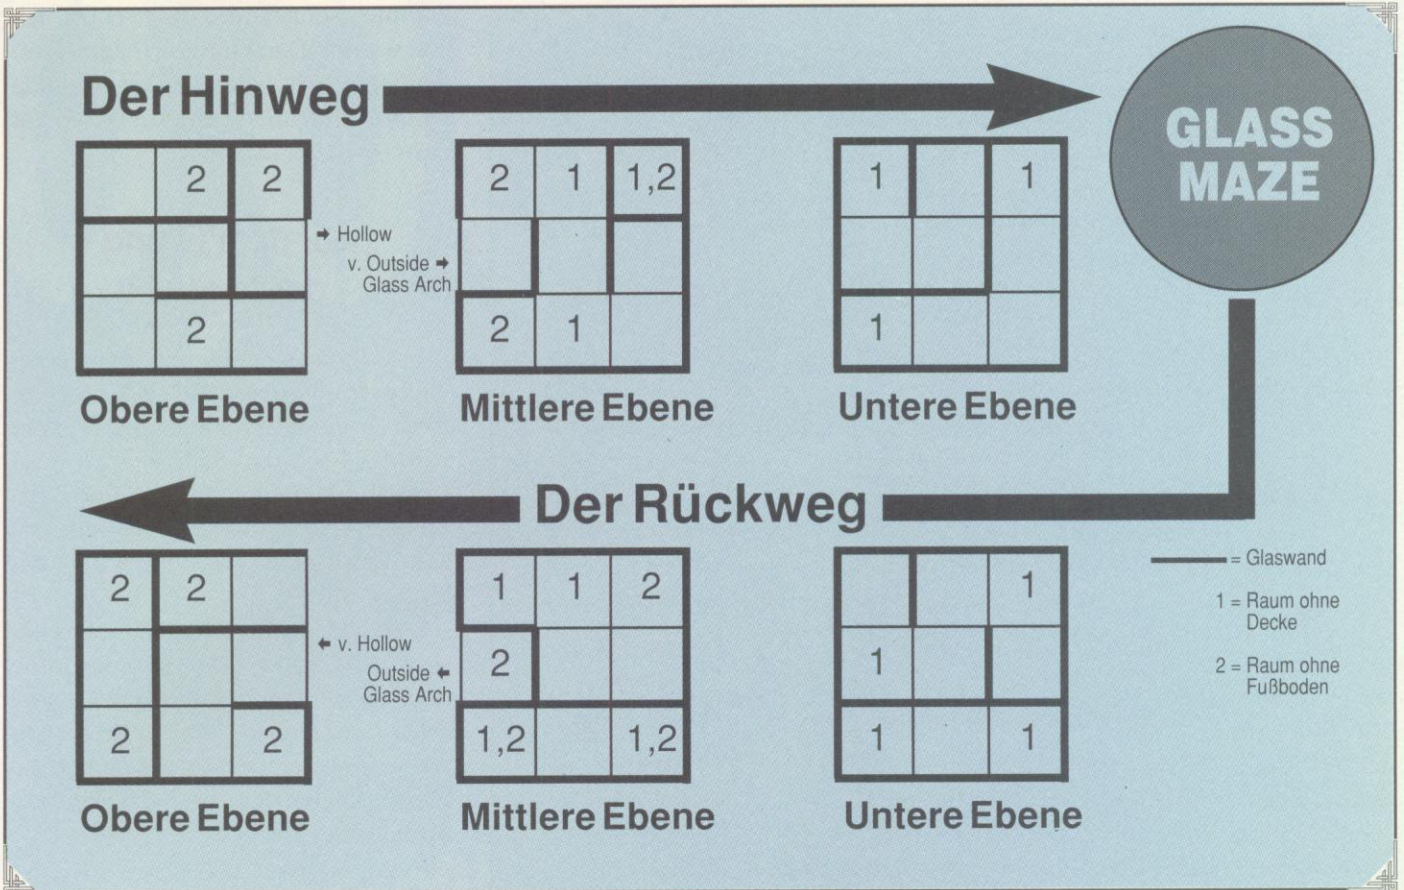 Der Hinweg
GLASS
MAZE
2 2
2
→ Hollow
v. Outside →
Glass Arch
2 1 1,2
2 1
1 1
1
Obere Ebene
Mittlere Ebene
Untere Ebene
Der Rückweg
2 2
2 2
← v. Hollow
Outside ←
Glass Arch
1 1 2
2
1,2 1,2
1
1
1 1
= Glaswand
1 = Raum ohne
Decke
2 = Raum ohne
Fußboden
Obere Ebene
Mittlere Ebene
Untere Ebene